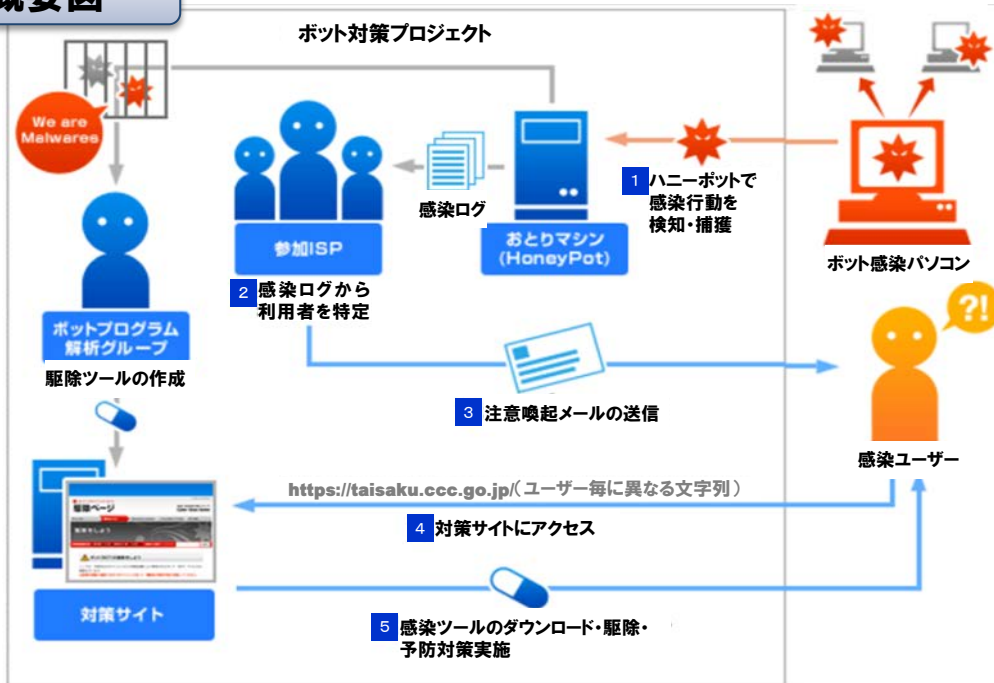 概要図
ボット対策プロジェクト
We are
Malwares
感染ログ
1 ハニーポットで
感染行動を
検知・捕獲
参加ISP
おとりマシン
(HoneyPot)
ボット感染パソコン
2 感染ログから
利用者を特定
?!
ボットプログラム
解析グループ
駆除ツールの作成
3 注意喚起メールの送信
感染ユーザー
https://taisaku.ccc.go.jp/(ユーザー毎に異なる文字列)
4 対策サイトにアクセス
駆除ページ
対策サイト
5 感染ツールのダウンロード・駆除・
予防対策実施